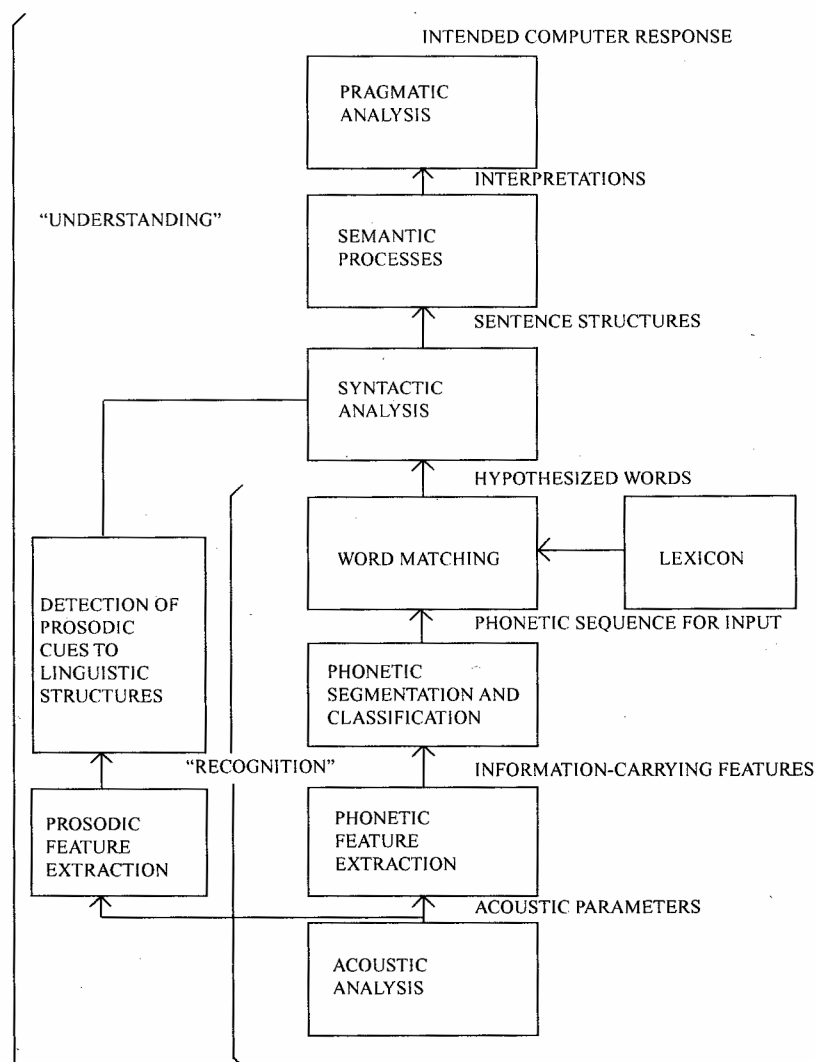 INTENDED COMPUTER RESPONSE
PRAGMATIC
ANALYSIS
INTERPRETATIONS
"UNDERSTANDING"
SEMANTIC
PROCESSES
SENTENCE STRUCTURES
SYNTACTIC
ANALYSIS
HYPOTHESIZED WORDS
WORD MATCHING
LEXICON
DETECTION OF
PROSODIC
CUES TO
LINGUISTIC
STRUCTURES
PHONETIC SEQUENCE FOR INPUT
PHONETIC
SEGMENTATION AND
CLASSIFICATION
"RECOGNITION"
INFORMATION-CARRYING FEATURES
PROSODIC
FEATURE
EXTRACTION
PHONETIC
FEATURE
EXTRACTION
ACOUSTIC PARAMETERS
ACOUSTIC
ANALYSIS